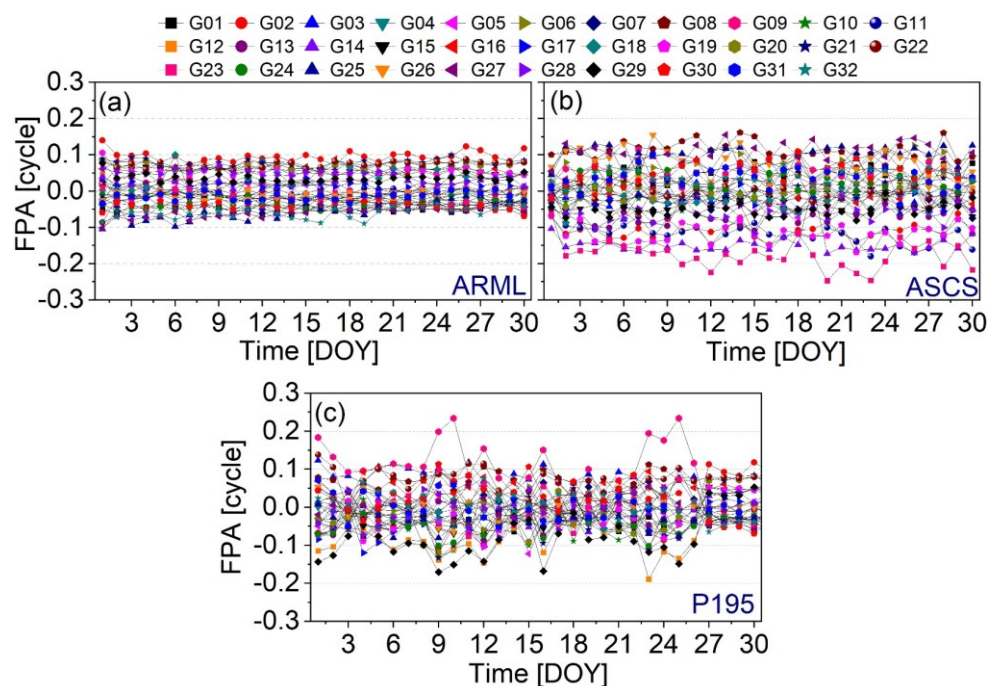 G01 G02 G03 G04 G05 G06 G07 G08 G09 G10 G11
G12 G13 G14 G15 G16 G17 G18 G19 G20 G21 G22
G23 G24 G25 G26 G27 G28 G29 G30 G31 G32
0.3 (a) (b)
0.2
0.1
0.0
-0.1
-0.2
-0.3
FPA [cycle]
ARML ASCS
3 6 9 12 15 18 21 24 27 30 3 6 9 12 15 18 21 24 27 30
Time [DOY] Time [DOY]
0.3 (c)
0.2
0.1
0.0
-0.1
-0.2
-0.3
FPA [cycle]
P195
3 6 9 12 15 18 21 24 27 30
Time [DOY]